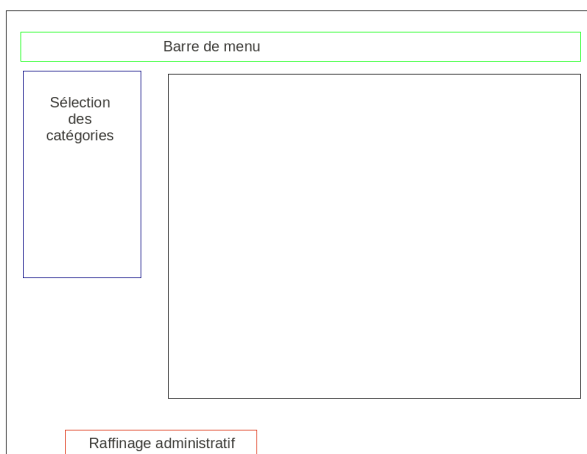 Barre de menu
Sélection
des
catégories
Raffinage administratif